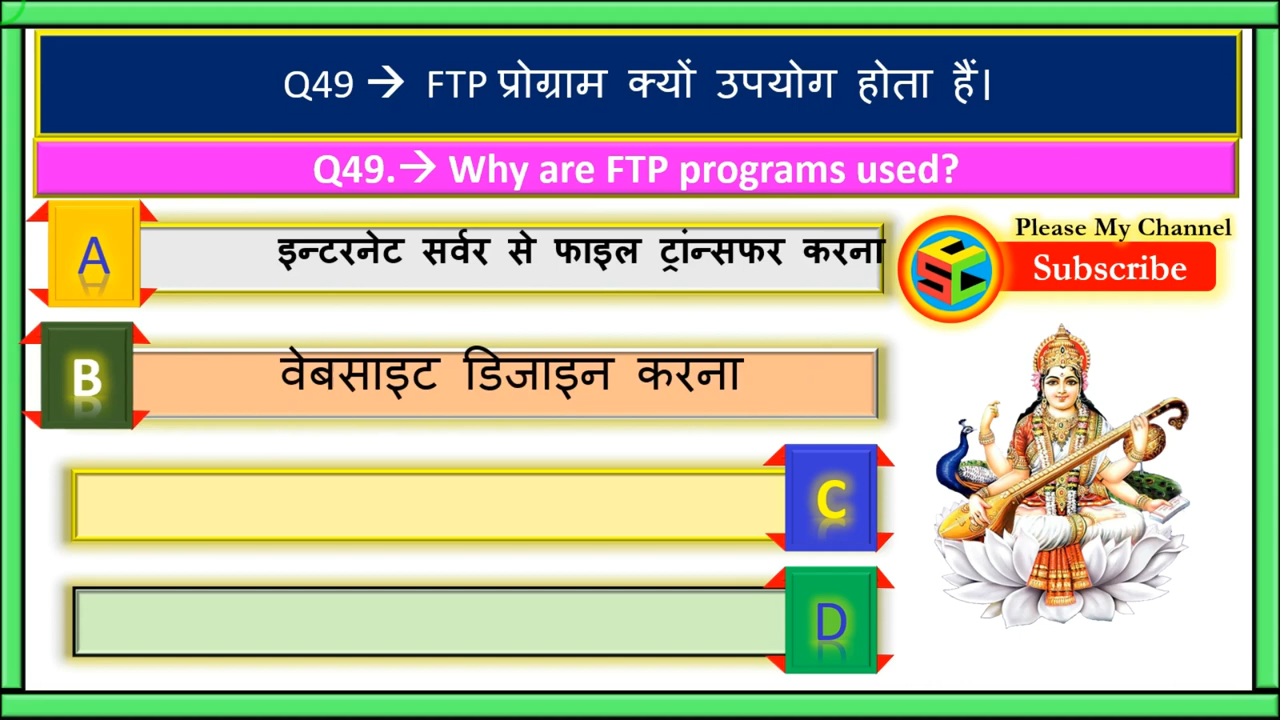 Q49 → FTP प्रोग्राम क्यों उपयोग होता हैं।
Q49.→ Why are FTP programs used?
A
इन्टरनेट सर्वर से फाइल ट्रांन्सफर करना
Please My Channel
SSC
Subscribe
B
वेबसाइट डिजाइन करना
C
D